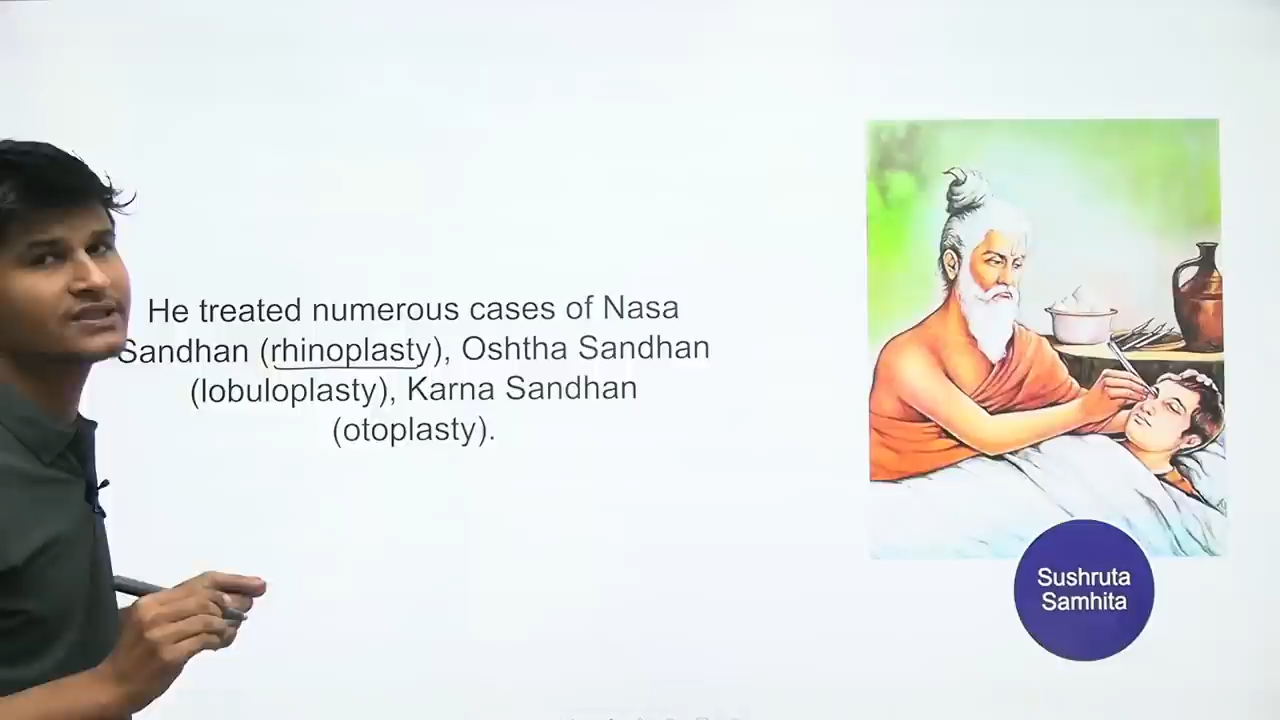 He treated numerous cases of Nasa
Sandhan (rhinoplasty), Oshtha Sandhan
(lobuloplasty), Karna Sandhan
(otoplasty).
Sushruta
Samhita